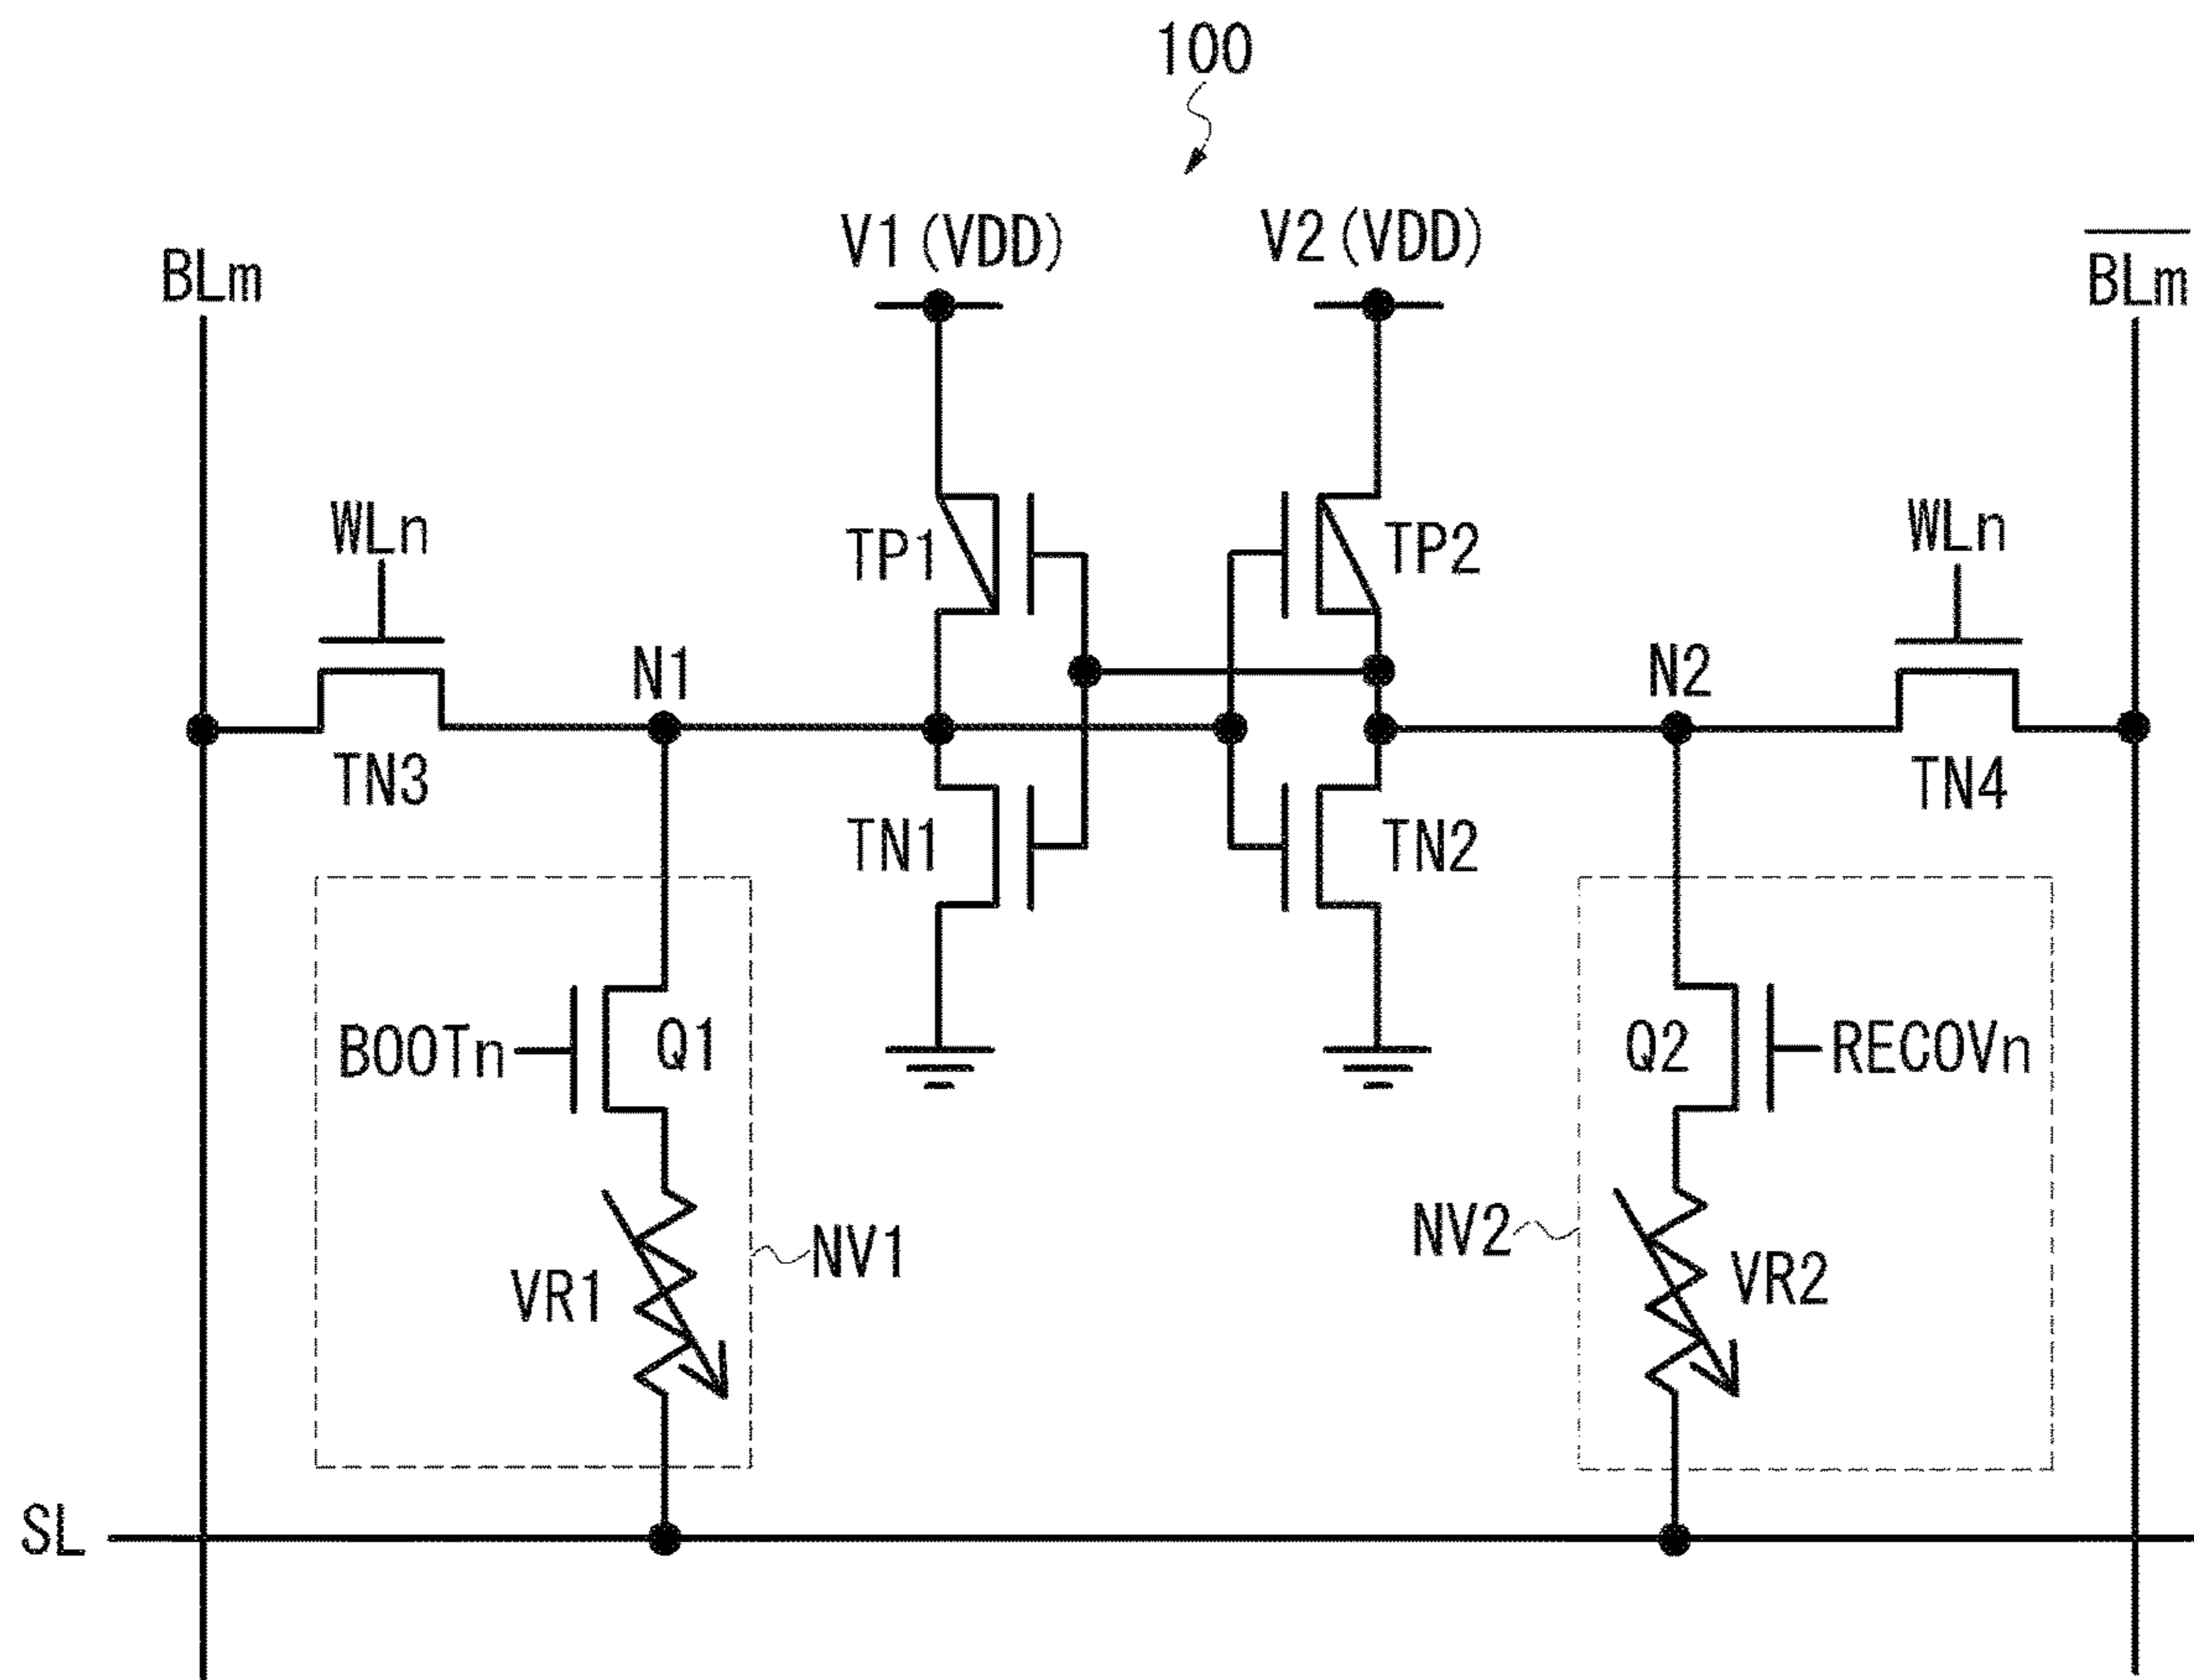 100
V1(VDD)
V2(VDD)
BLm
B̅L̅m̅
WLn
WLn
TP1
TP2
N1
N2
TN3
TN4
TN1
TN2
BOOTn
Q1
Q2
RECOVn
NV1
NV2
VR1
VR2
SL